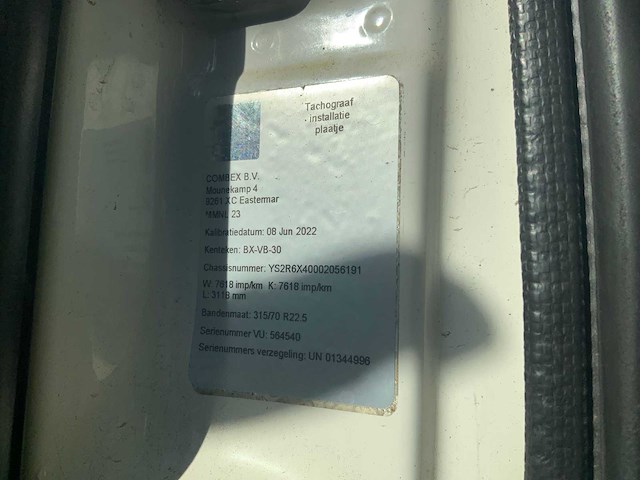 Tachograaf
installatie
plaatje
COMBEX B.V.
Mounekamp 4
9261 XC Eastermar
23
Kalibratiedatum: 08 Jun 2022
Kenteken: BX-VB-30
Chassisnummer: YS2R6X40002056191
W: 7618 imp/km K: 7618 imp/km
L: 3118 mm
Bandenmaat: 315/70 R22.5
Serienummer VU: 564540
Serienummers verzegeling: UN 01344996